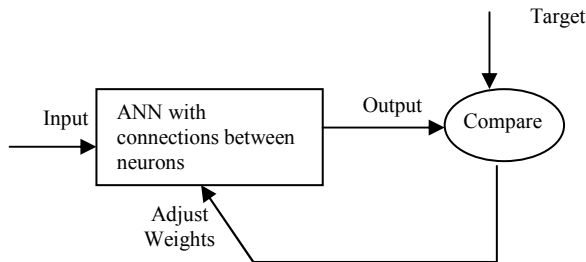 Target
Input
ANN with
connections between
neurons
Output
Compare
Adjust
Weights